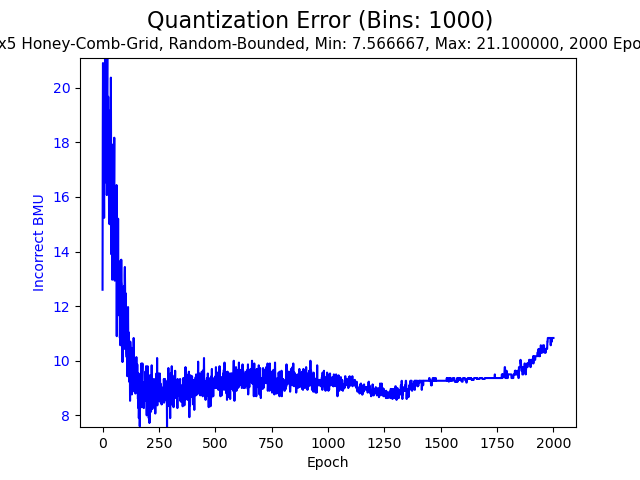 Quantization Error (Bins: 1000)
x5 Honey-Comb-Grid, Random-Bounded, Min: 7.566667, Max: 21.100000, 2000 Epo
20
18
16
14
12
10
8
Incorrect BMU
0 250 500 750 1000 1250 1500 1750 2000
Epoch